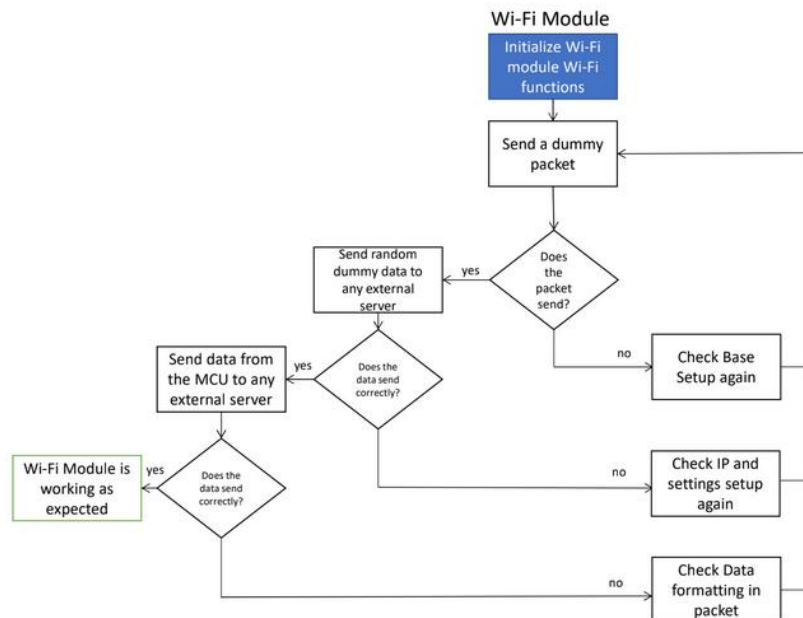 Wi-Fi Module
Initialize Wi-Fi
module Wi-Fi
functions
Send a dummy
packet
Does
the
packet
send?
yes
no
Send random
dummy data to
any external
server
Check Base
Setup again
Does the data send
correctly?
yes
no
Send data from
the MCU to any
external server
Check IP and
settings setup
again
Does the
data send
correctly?
yes
no
Wi-Fi Module is
working as
expected
Check Data
formatting in
packet